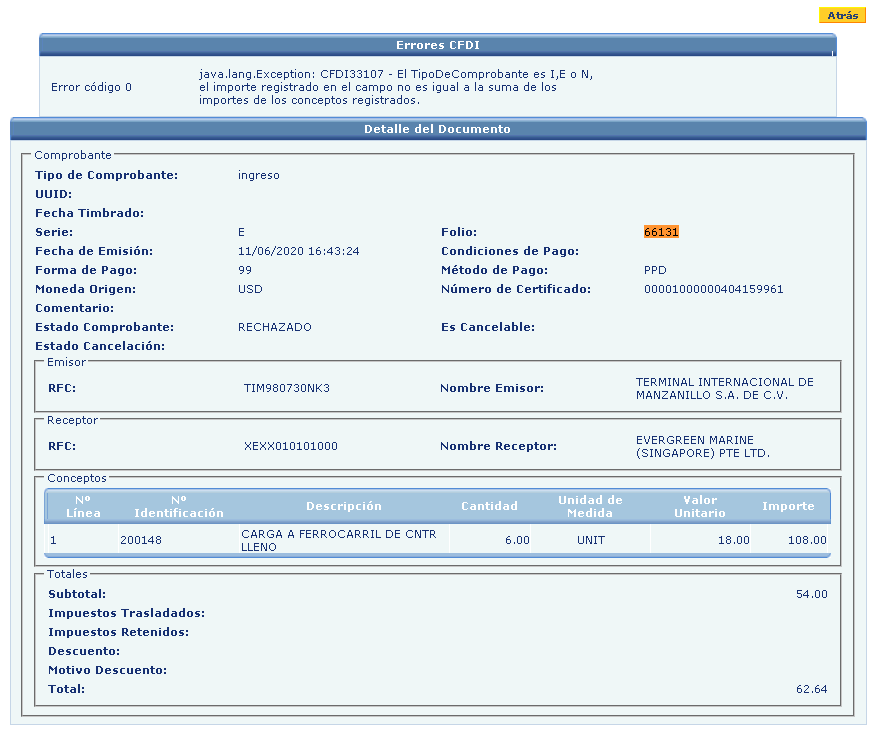 Atrás
Errores CFDI
Error código 0
java.lang.Exception: CFDI33107 - El TipoDeComprobante es I,E o N,
el importe registrado en el campo no es igual a la suma de los
importes de los conceptos registrados.
Detalle del Documento
Comprobante
Tipo de Comprobante: ingreso
UUID:
Fecha Timbrado:
Serie: E Folio: 66131
Fecha de Emisión: 11/06/2020 16:43:24 Condiciones de Pago:
Forma de Pago: 99 Método de Pago: PPD
Moneda Origen: USD Número de Certificado: 00001000000404159961
Comentario:
Estado Comprobante: RECHAZADO Es Cancelable:
Estado Cancelación:
Emisor
RFC: TIM980730NK3 Nombre Emisor: TERMINAL INTERNACIONAL DE
MANZANILLO S.A. DE C.V.
Receptor
RFC: XEXX010101000 Nombre Receptor: EVERGREEN MARINE
(SINGAPORE) PTE LTD.
Conceptos
Nº Línea Nº Identificación Descripción Cantidad Unidad de Medida Valor Unitario Importe
1 200148 CARGA A FERROCARRIL DE CNTR LLENO 6.00 UNIT 18.00 108.00
Totales
Subtotal: 54.00
Impuestos Trasladados:
Impuestos Retenidos:
Descuento:
Motivo Descuento:
Total: 62.64